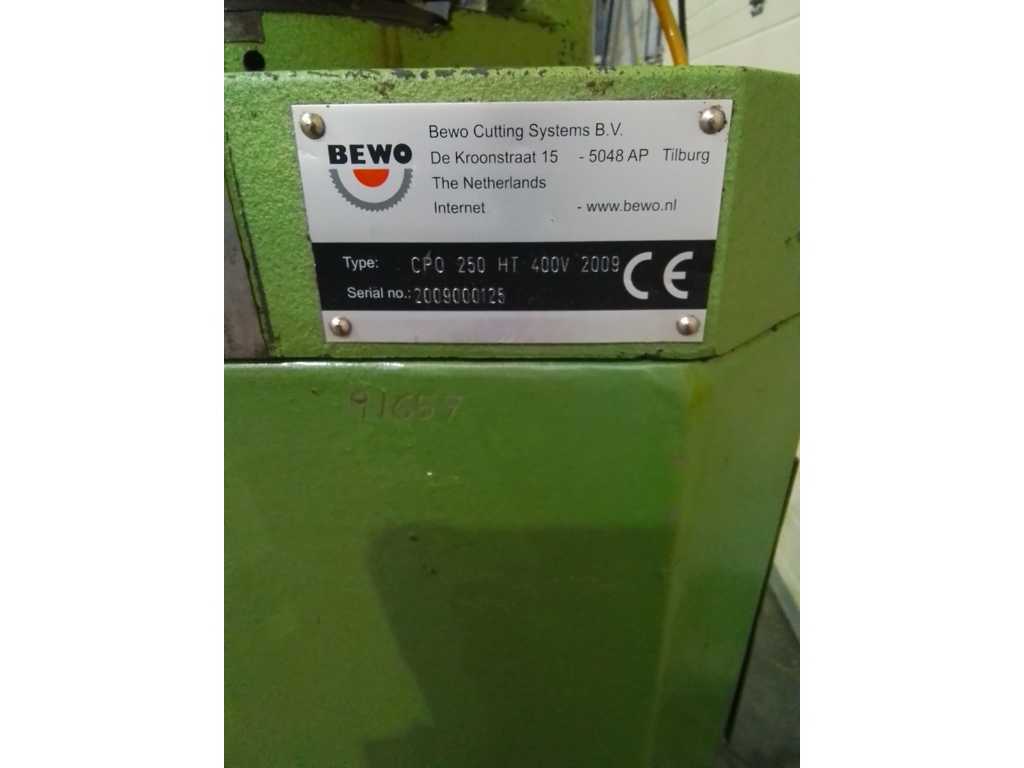 BEWO
Bewo Cutting Systems B.V.
De Kroonstraat 15 - 5048 AP Tilburg
The Netherlands
Internet - www.bewo.nl
Type: CPO 250 HT 400V 2009
CE
Serial no.: 2009000125
91657